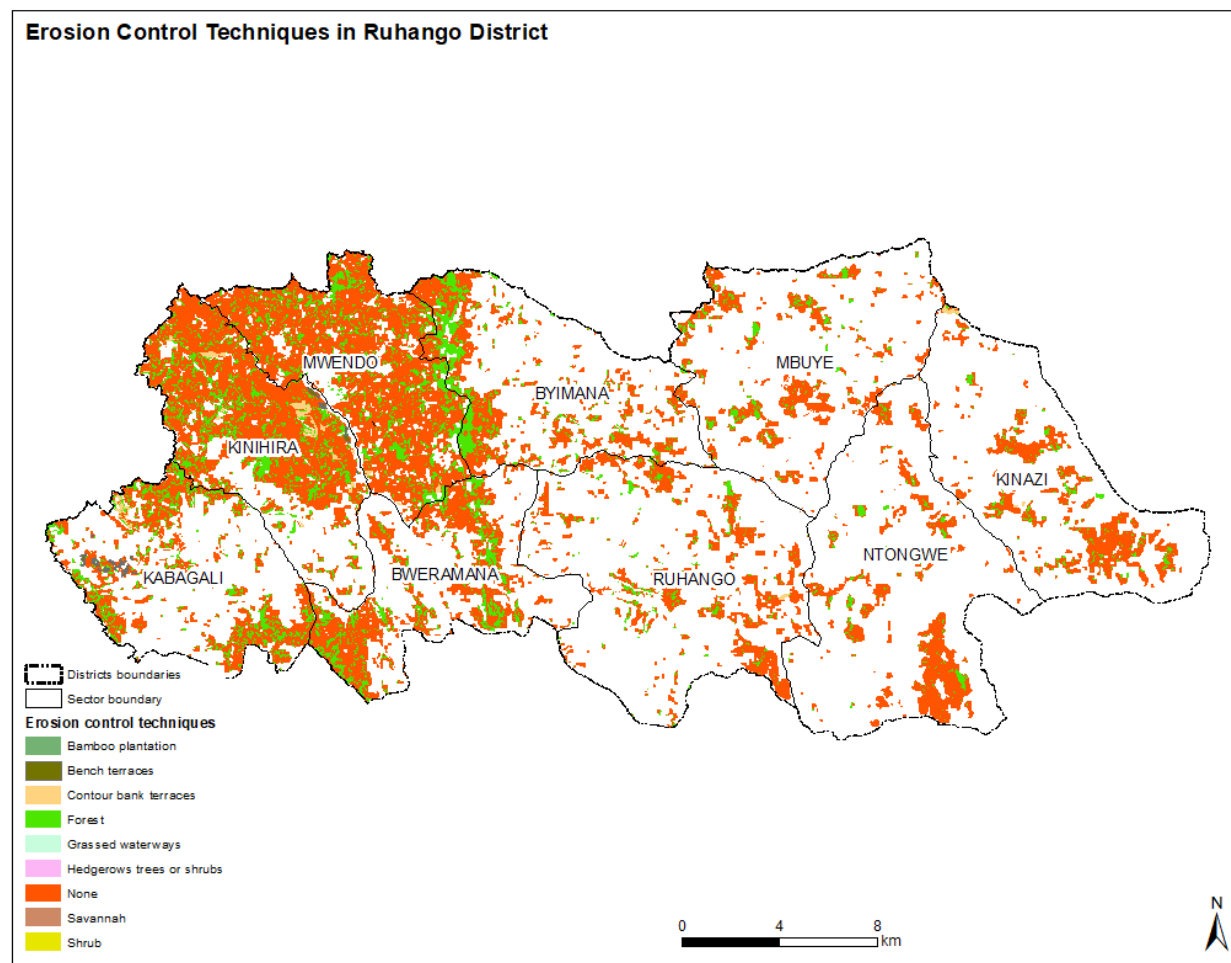 Erosion Control Techniques in Ruhango District
MWENDO
MBUYE
BYIMANA
KINIHIRA
KINAZI
NTONGWE
KABAGALI
BWERAMANA
RUHANGO
Districts boundaries
Sector boundary
Erosion control techniques
Bamboo plantation
Bench terraces
Contour bank terraces
Forest
Grassed waterways
Hedgerows trees or shrubs
None
Savannah
Shrub
0 4 8
km
N